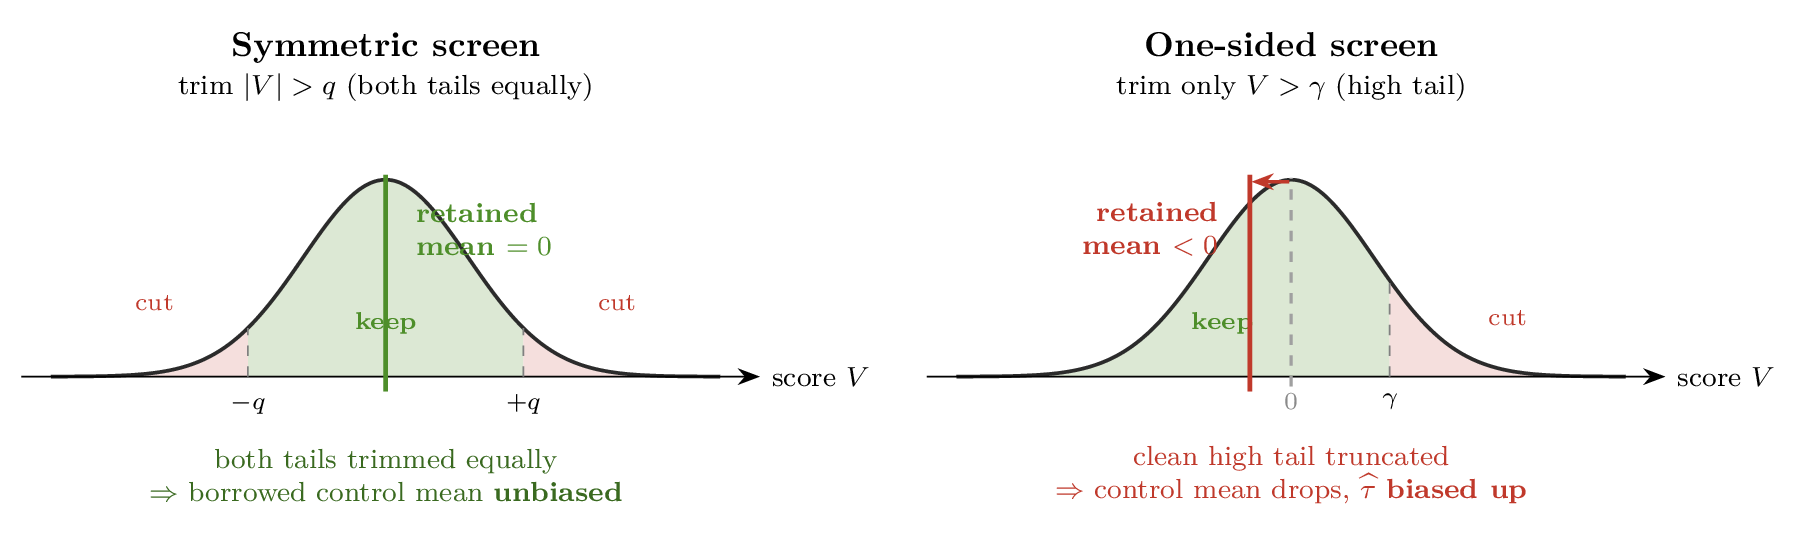 Symmetric screen
trim |V| > q (both tails equally)
retained
mean = 0
cut
cut
keep
score V
−q
+q
both tails trimmed equally
⇒ borrowed control mean unbiased
One-sided screen
trim only V > γ (high tail)
retained
mean < 0
keep
cut
score V
0
γ
clean high tail truncated
⇒ control mean drops, τ̂ biased up